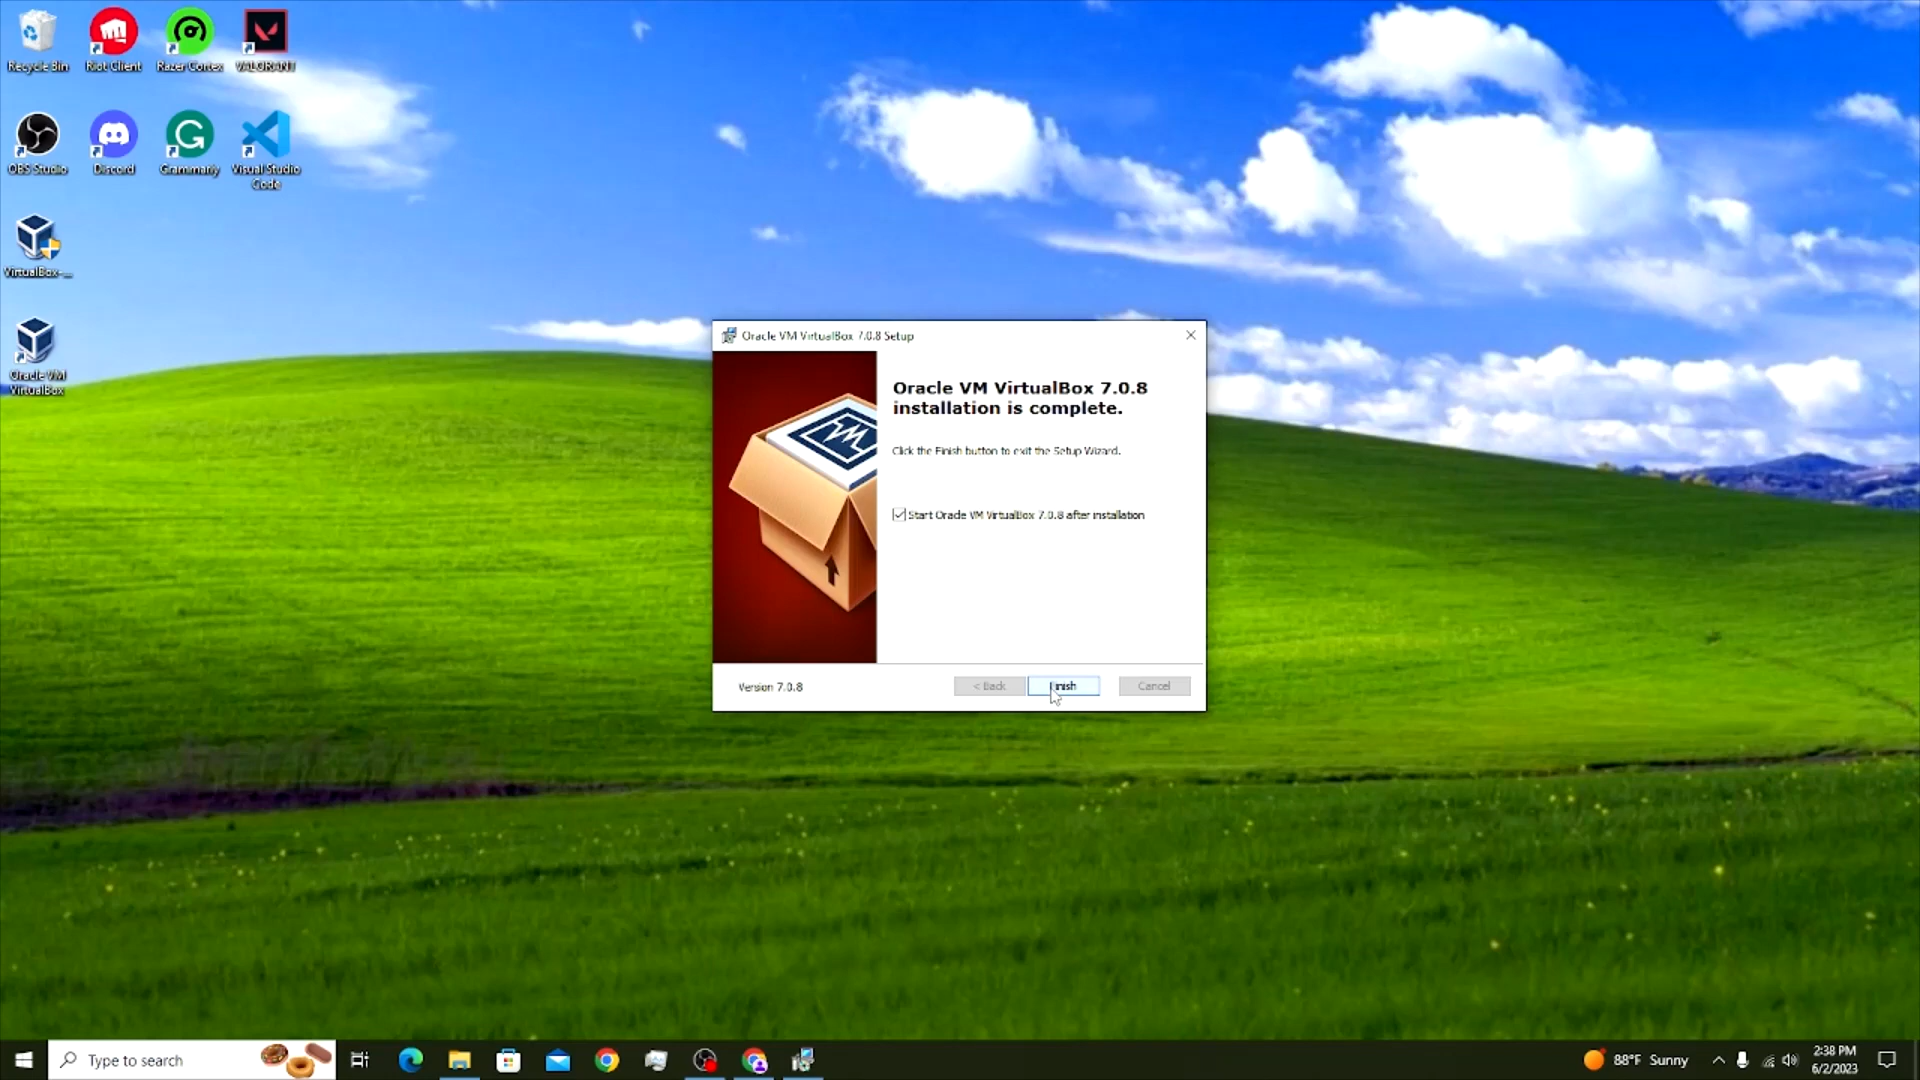 Recycle Bin
Riot Client
Razer Cortex
VALORANT
OBS Studio
Discord
Grammarly
Visual Studio
Code
VirtualBox-...
Oracle VM
VirtualBox
Oracle VM VirtualBox 7.0.8 Setup
Oracle VM VirtualBox 7.0.8
installation is complete.
Click the Finish button to exit the Setup Wizard.
Start Oracle VM VirtualBox 7.0.8 after installation
Version 7.0.8
< Back
Finish
Cancel
Type to search
88°F Sunny
2:38 PM
6/2/2023